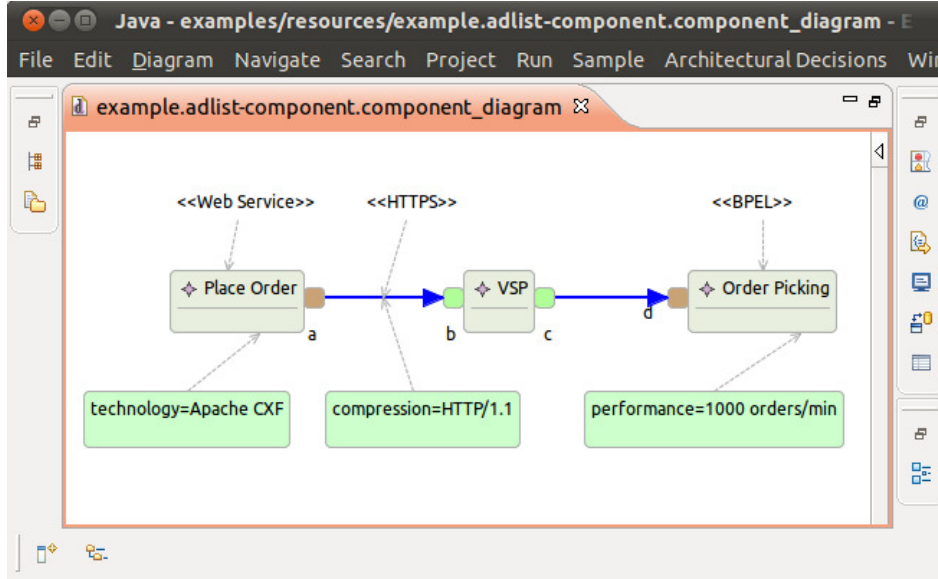 Java - examples/resources/example.adlist-component.component_diagram - E
File Edit Diagram Navigate Search Project Run Sample Architectural Decisions Wi
example.adlist-component.component_diagram
<<Web Service>> <<HTTPS>> <<BPEL>>
Place Order VSP Order Picking
a b c d
technology=Apache CXF compression=HTTP/1.1 performance=1000 orders/min